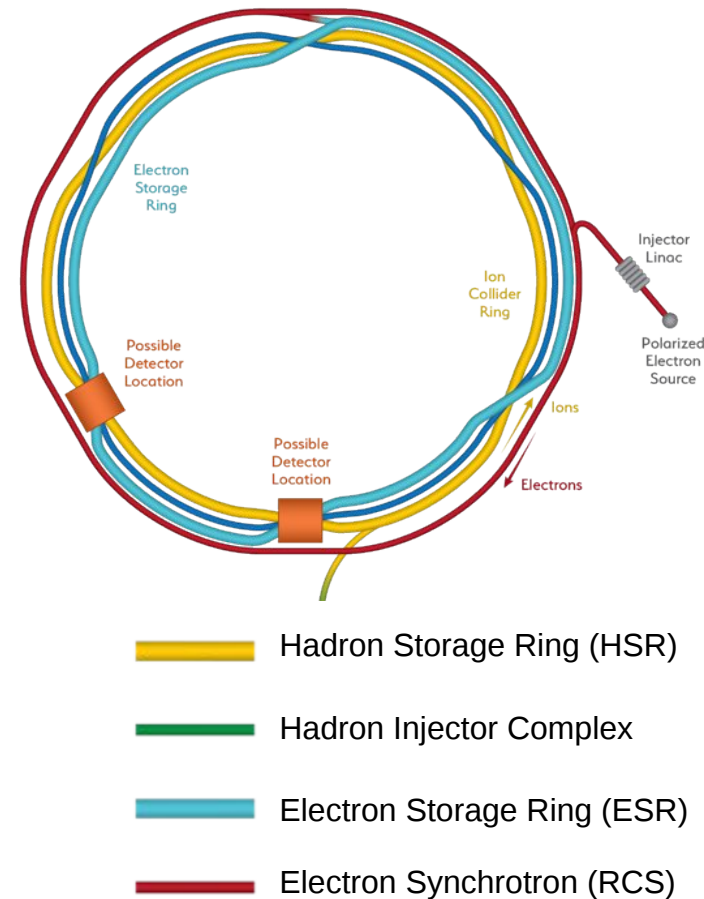 Electron
Storage
Ring
Injector
Linac
Ion
Collider
Ring
Polarized
Electron
Source
Possible
Detector
Location
Ions
Possible
Detector
Location
Electrons
Hadron Storage Ring (HSR)
Hadron Injector Complex
Electron Storage Ring (ESR)
Electron Synchrotron (RCS)